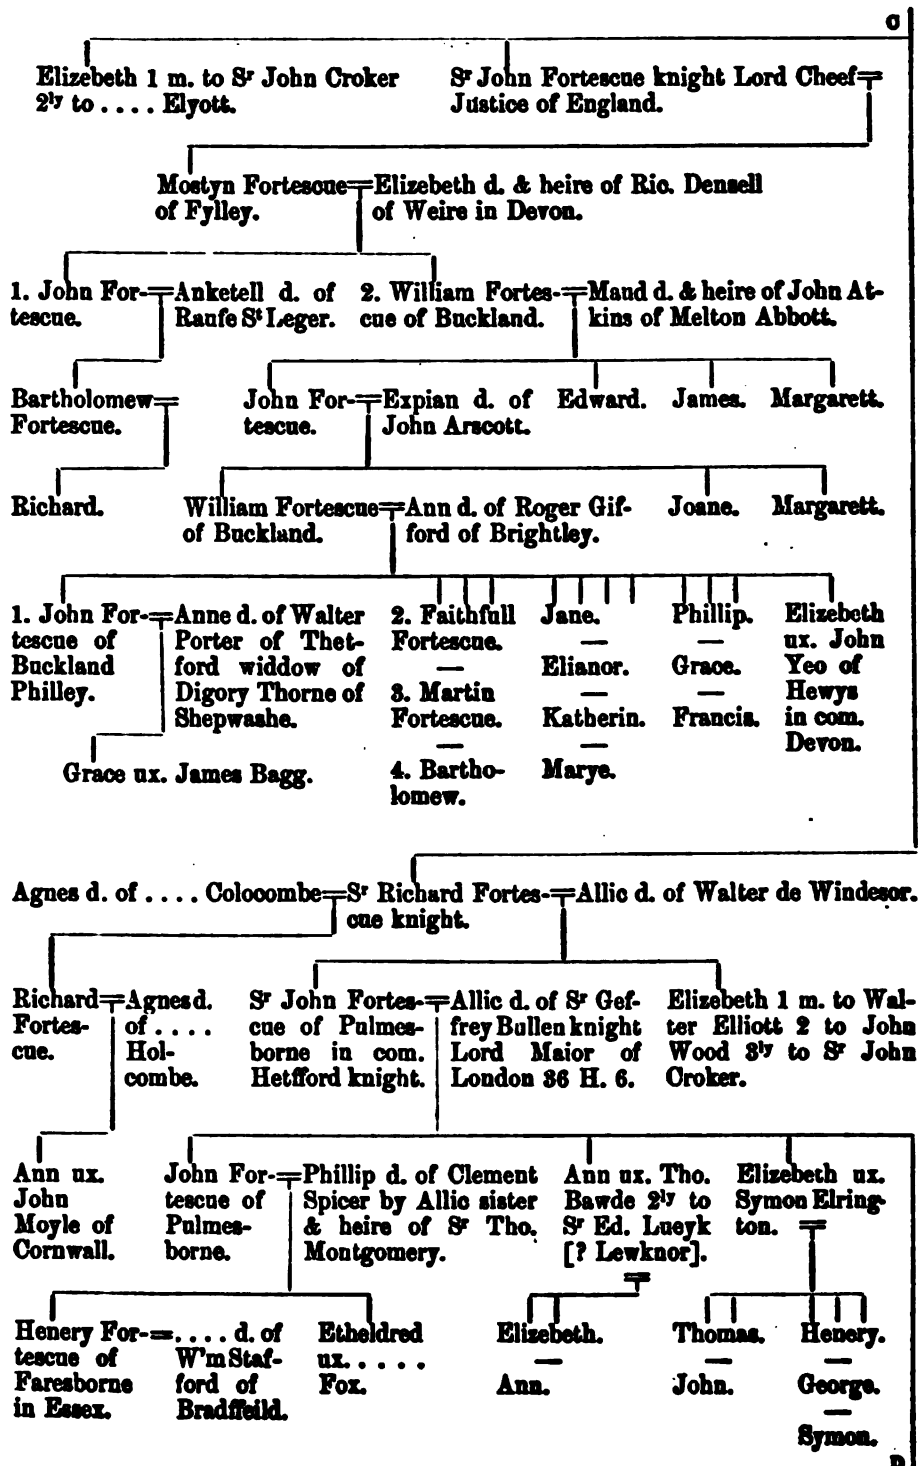 C
Elizebeth 1 m. to Sr John Croker
2ly to .... Elyott.
Sr John Fortescue knight Lord Cheef
Justice of England.
Mostyn Fortescue
of Fylley.
Elizebeth d. & heire of Ric. Densell
of Weire in Devon.
1. John For-
tescue.
Anketell d. of
Raufe St Leger.
2. William Fortes-
cue of Buckland.
Maud d. & heire of John At-
kins of Melton Abbott.
Bartholomew
Fortescue.
John For-
tescue.
Expian d. of
John Arscott.
Edward.
James.
Margarett.
Richard.
William Fortescue
of Buckland.
Ann d. of Roger Gif-
ford of Brightley.
Joane.
Margarett.
1. John For-
tescue of
Buckland
Philley.
Anne d. of Walter
Porter of Thet-
ford widdow of
Digory Thorne of
Shepwashe.
2. Faithfull
Fortescue.
—
3. Martin
Fortescue.
—
4. Bartho-
lomew.
Jane.
—
Elianor.
—
Katherin.
—
Marye.
Phillip.
—
Grace.
—
Francis.
Elizebeth
ux. John
Yeo of
Hewys
in com.
Devon.
Grace ux. James Bagg.
Agnes d. of .... Colocombe
Sr Richard Fortes-
cue knight.
Allic d. of Walter de Windesor.
Richard
Fortes-
cue.
Agnes d.
of ....
Hol-
combe.
Sr John Fortes-
cue of Pulmes-
borne in com.
Hetfford knight.
Allic d. of Sr Gef-
frey Bullen knight
Lord Maior of
London 36 H. 6.
Elizebeth 1 m. to Wal-
ter Elliott 2 to John
Wood 3ly to Sr John
Croker.
Ann ux.
John
Moyle of
Cornwall.
John For-
tescue of
Pulmes-
borne.
Phillip d. of Clement
Spicer by Allic sister
& heire of Sr Tho.
Montgomery.
Ann ux. Tho.
Bawde 2ly to
Sr Ed. Lueyk
[? Lewknor].
Elizebeth ux.
Symon Elring-
ton.
Henery For-
tescue of
Faresborne
in Essex.
.... d. of
W'm Staf-
ford of
Bradffeild.
Etheldred
ux. ....
Fox.
Elizebeth.
—
Ann.
Thomas.
—
John.
Henery.
—
George.
—
Symon.